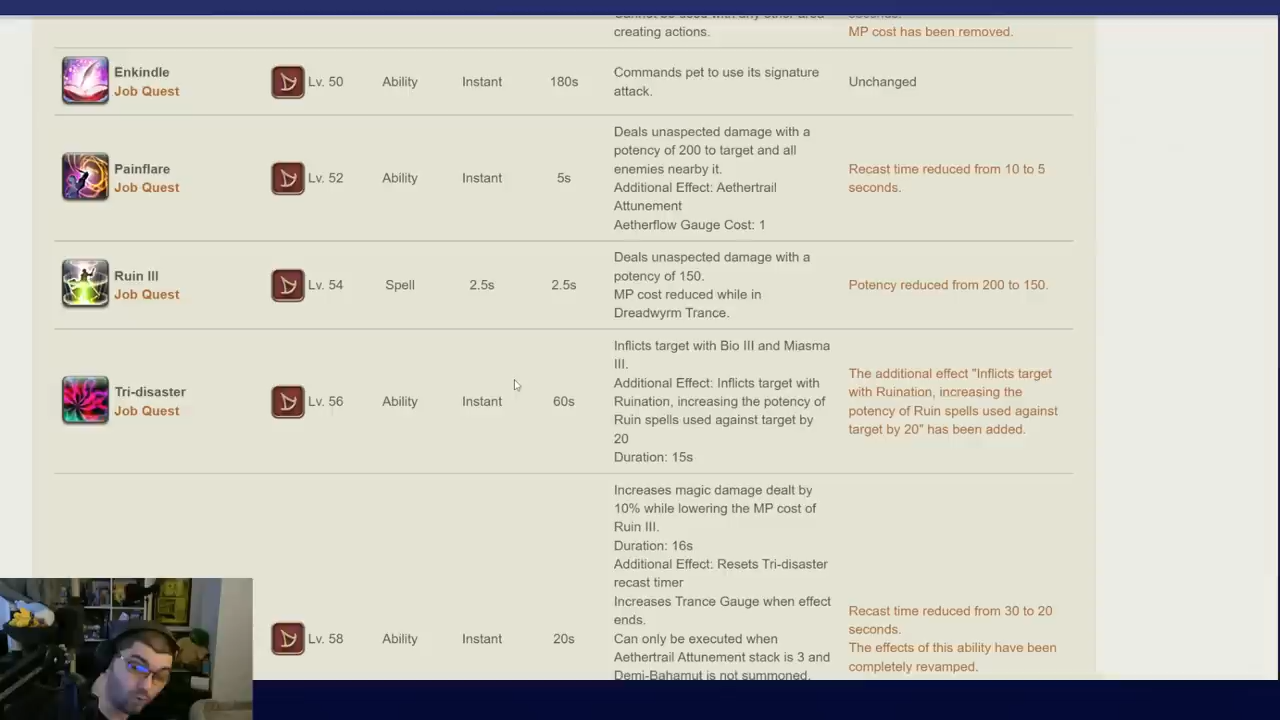 creating actions.
seconds.
MP cost has been removed.
Enkindle
Job Quest
Lv. 50
Ability
Instant
180s
Commands pet to use its signature
attack.
Unchanged
Painflare
Job Quest
Lv. 52
Ability
Instant
5s
Deals unaspected damage with a
potency of 200 to target and all
enemies nearby it.
Additional Effect: Aethertrail
Attunement
Aetherflow Gauge Cost: 1
Recast time reduced from 10 to 5
seconds.
Ruin III
Job Quest
Lv. 54
Spell
2.5s
2.5s
Deals unaspected damage with a
potency of 150.
MP cost reduced while in
Dreadwyrm Trance.
Potency reduced from 200 to 150.
Tri-disaster
Job Quest
Lv. 56
Ability
Instant
60s
Inflicts target with Bio III and Miasma
III.
Additional Effect: Inflicts target with
Ruination, increasing the potency of
Ruin spells used against target by
20
Duration: 15s
The additional effect "Inflicts target
with Ruination, increasing the
potency of Ruin spells used against
target by 20" has been added.
Lv. 58
Ability
Instant
20s
Increases magic damage dealt by
10% while lowering the MP cost of
Ruin III.
Duration: 16s
Additional Effect: Resets Tri-disaster
recast timer
Increases Trance Gauge when effect
ends.
Can only be executed when
Aethertrail Attunement stack is 3 and
Demi-Bahamut is not summoned.
Recast time reduced from 30 to 20
seconds.
The effects of this ability have been
completely revamped.